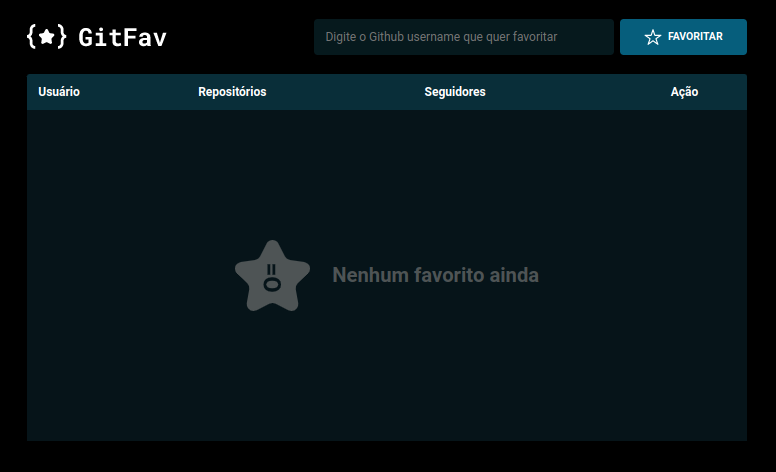 {★} GitFav
Digite o Github username que quer favoritar
FAVORITAR
Usuário Repositórios Seguidores Ação
Nenhum favorito ainda